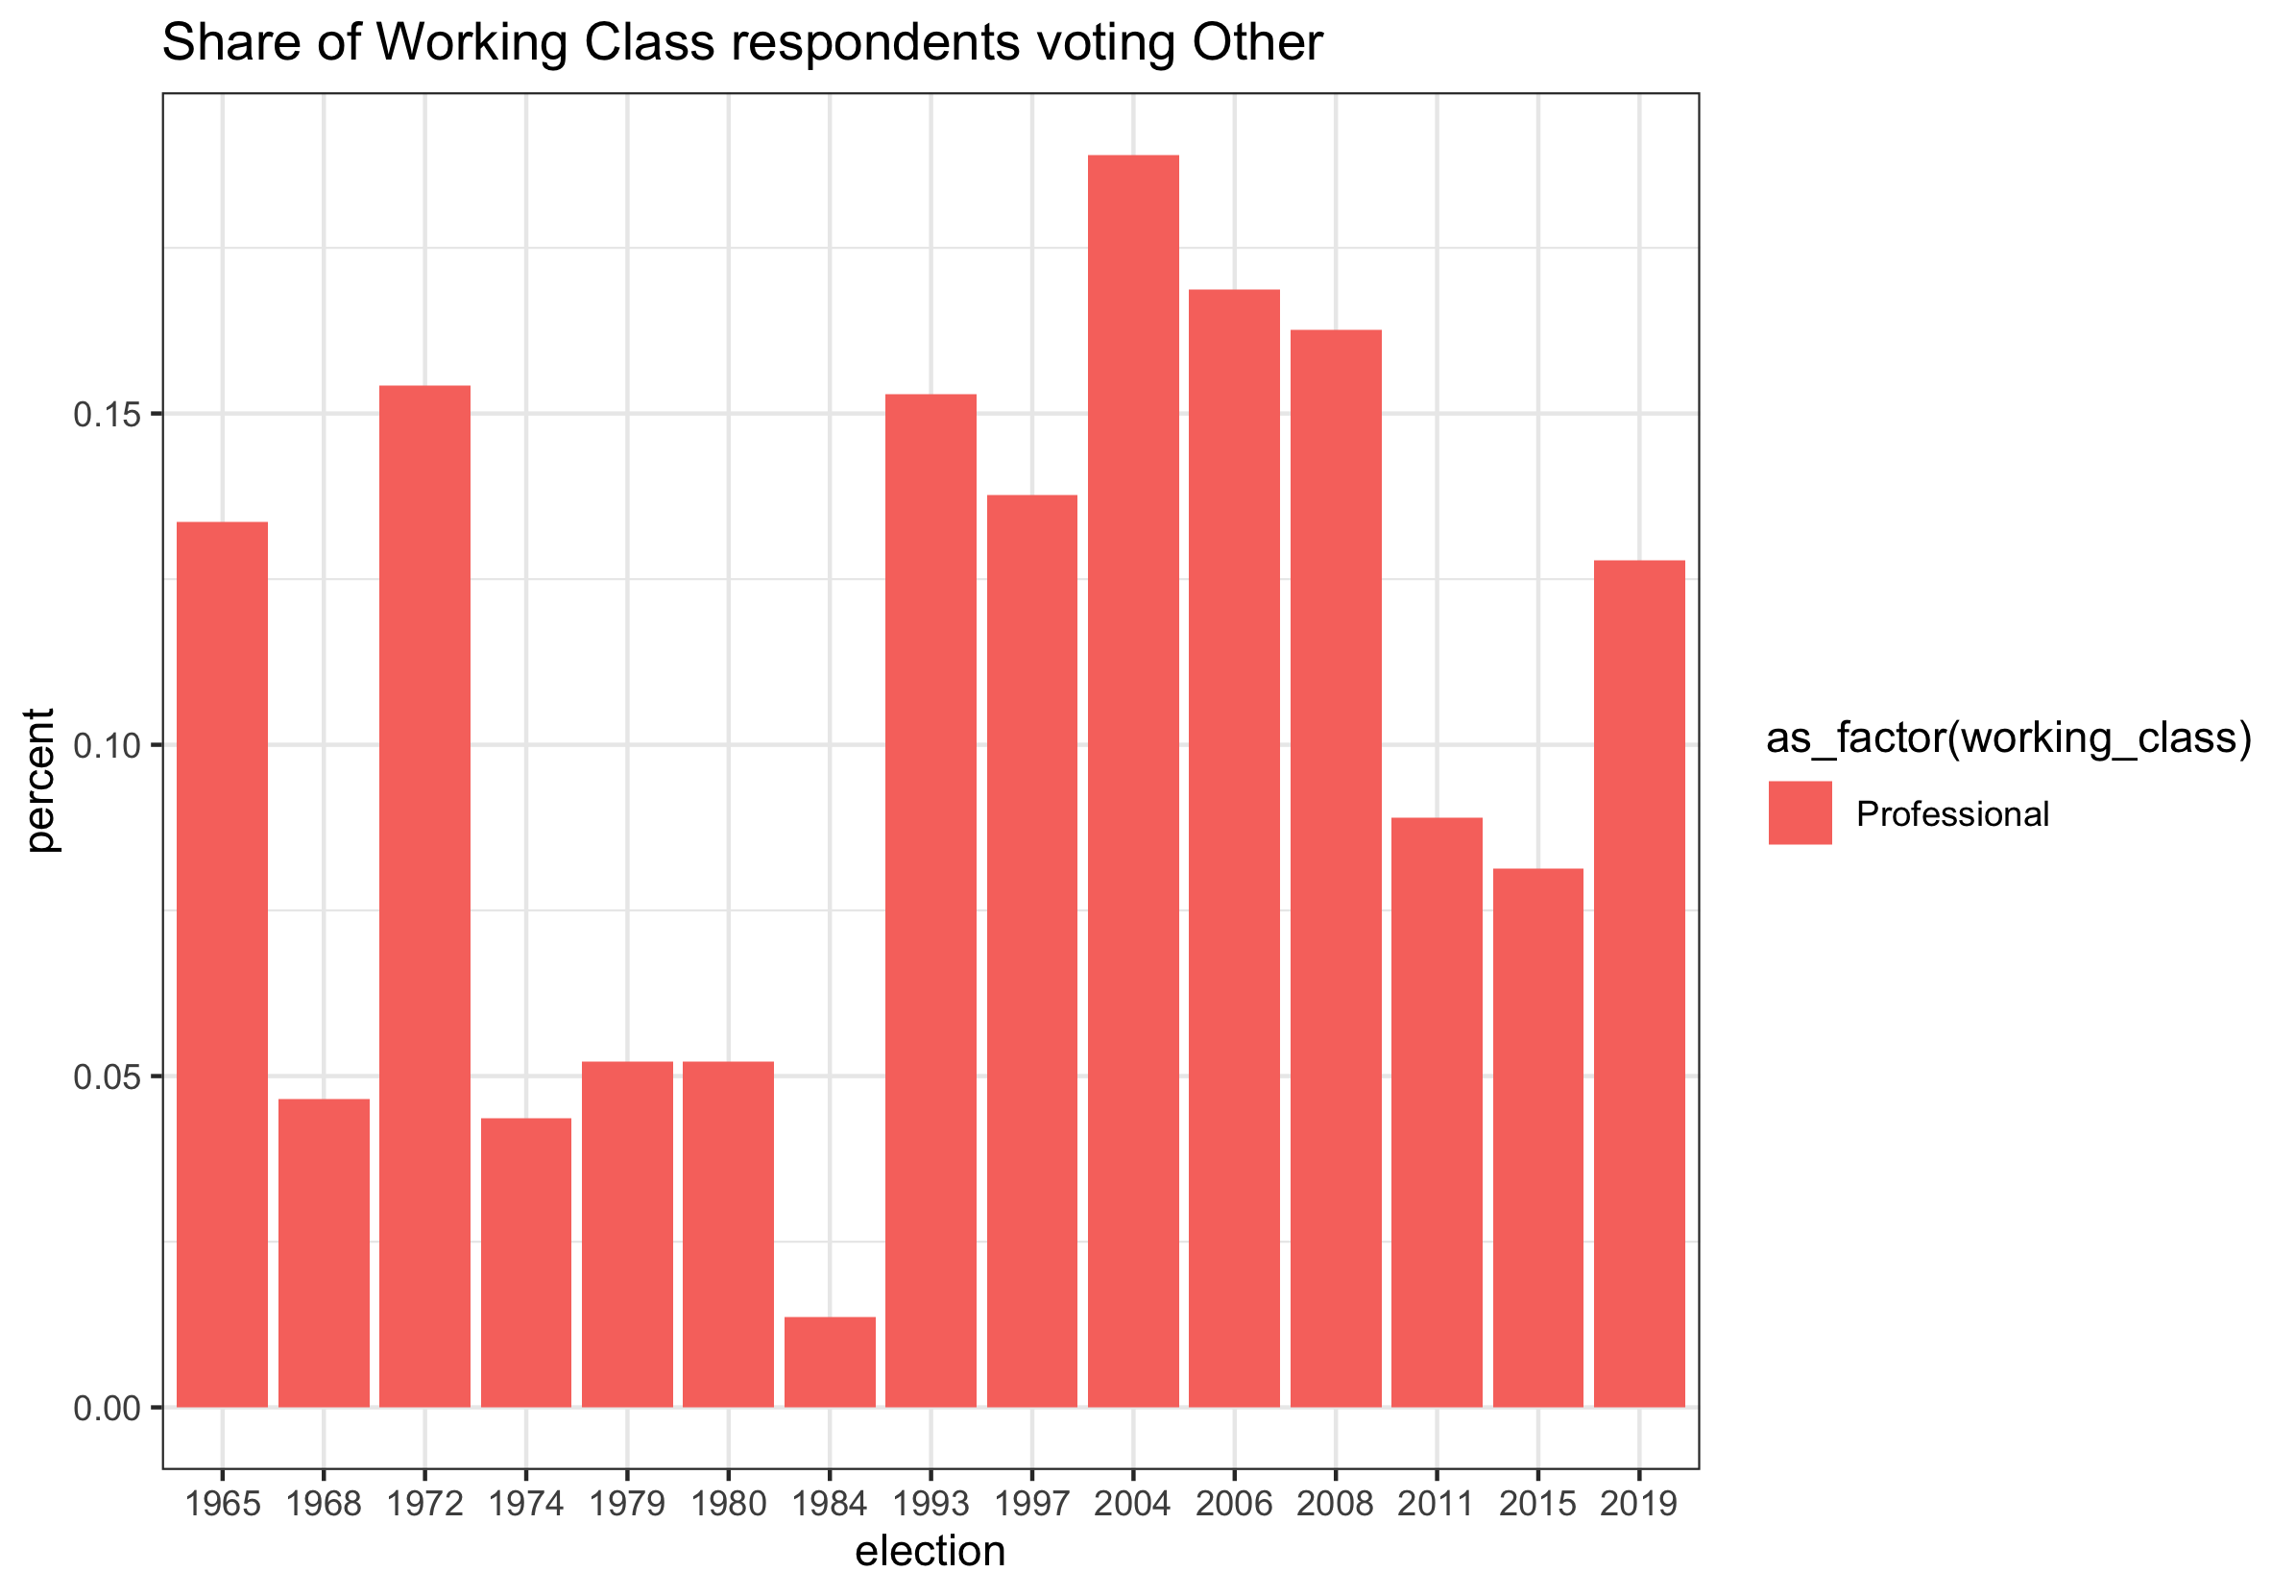 Share of Working Class respondents voting Other
percent
0.15
0.10
0.05
0.00
1965 1968 1972 1974 1979 1980 1984 1993 1997 2004 2006 2008 2011 2015 2019
election
as_factor(working_class)
Professional